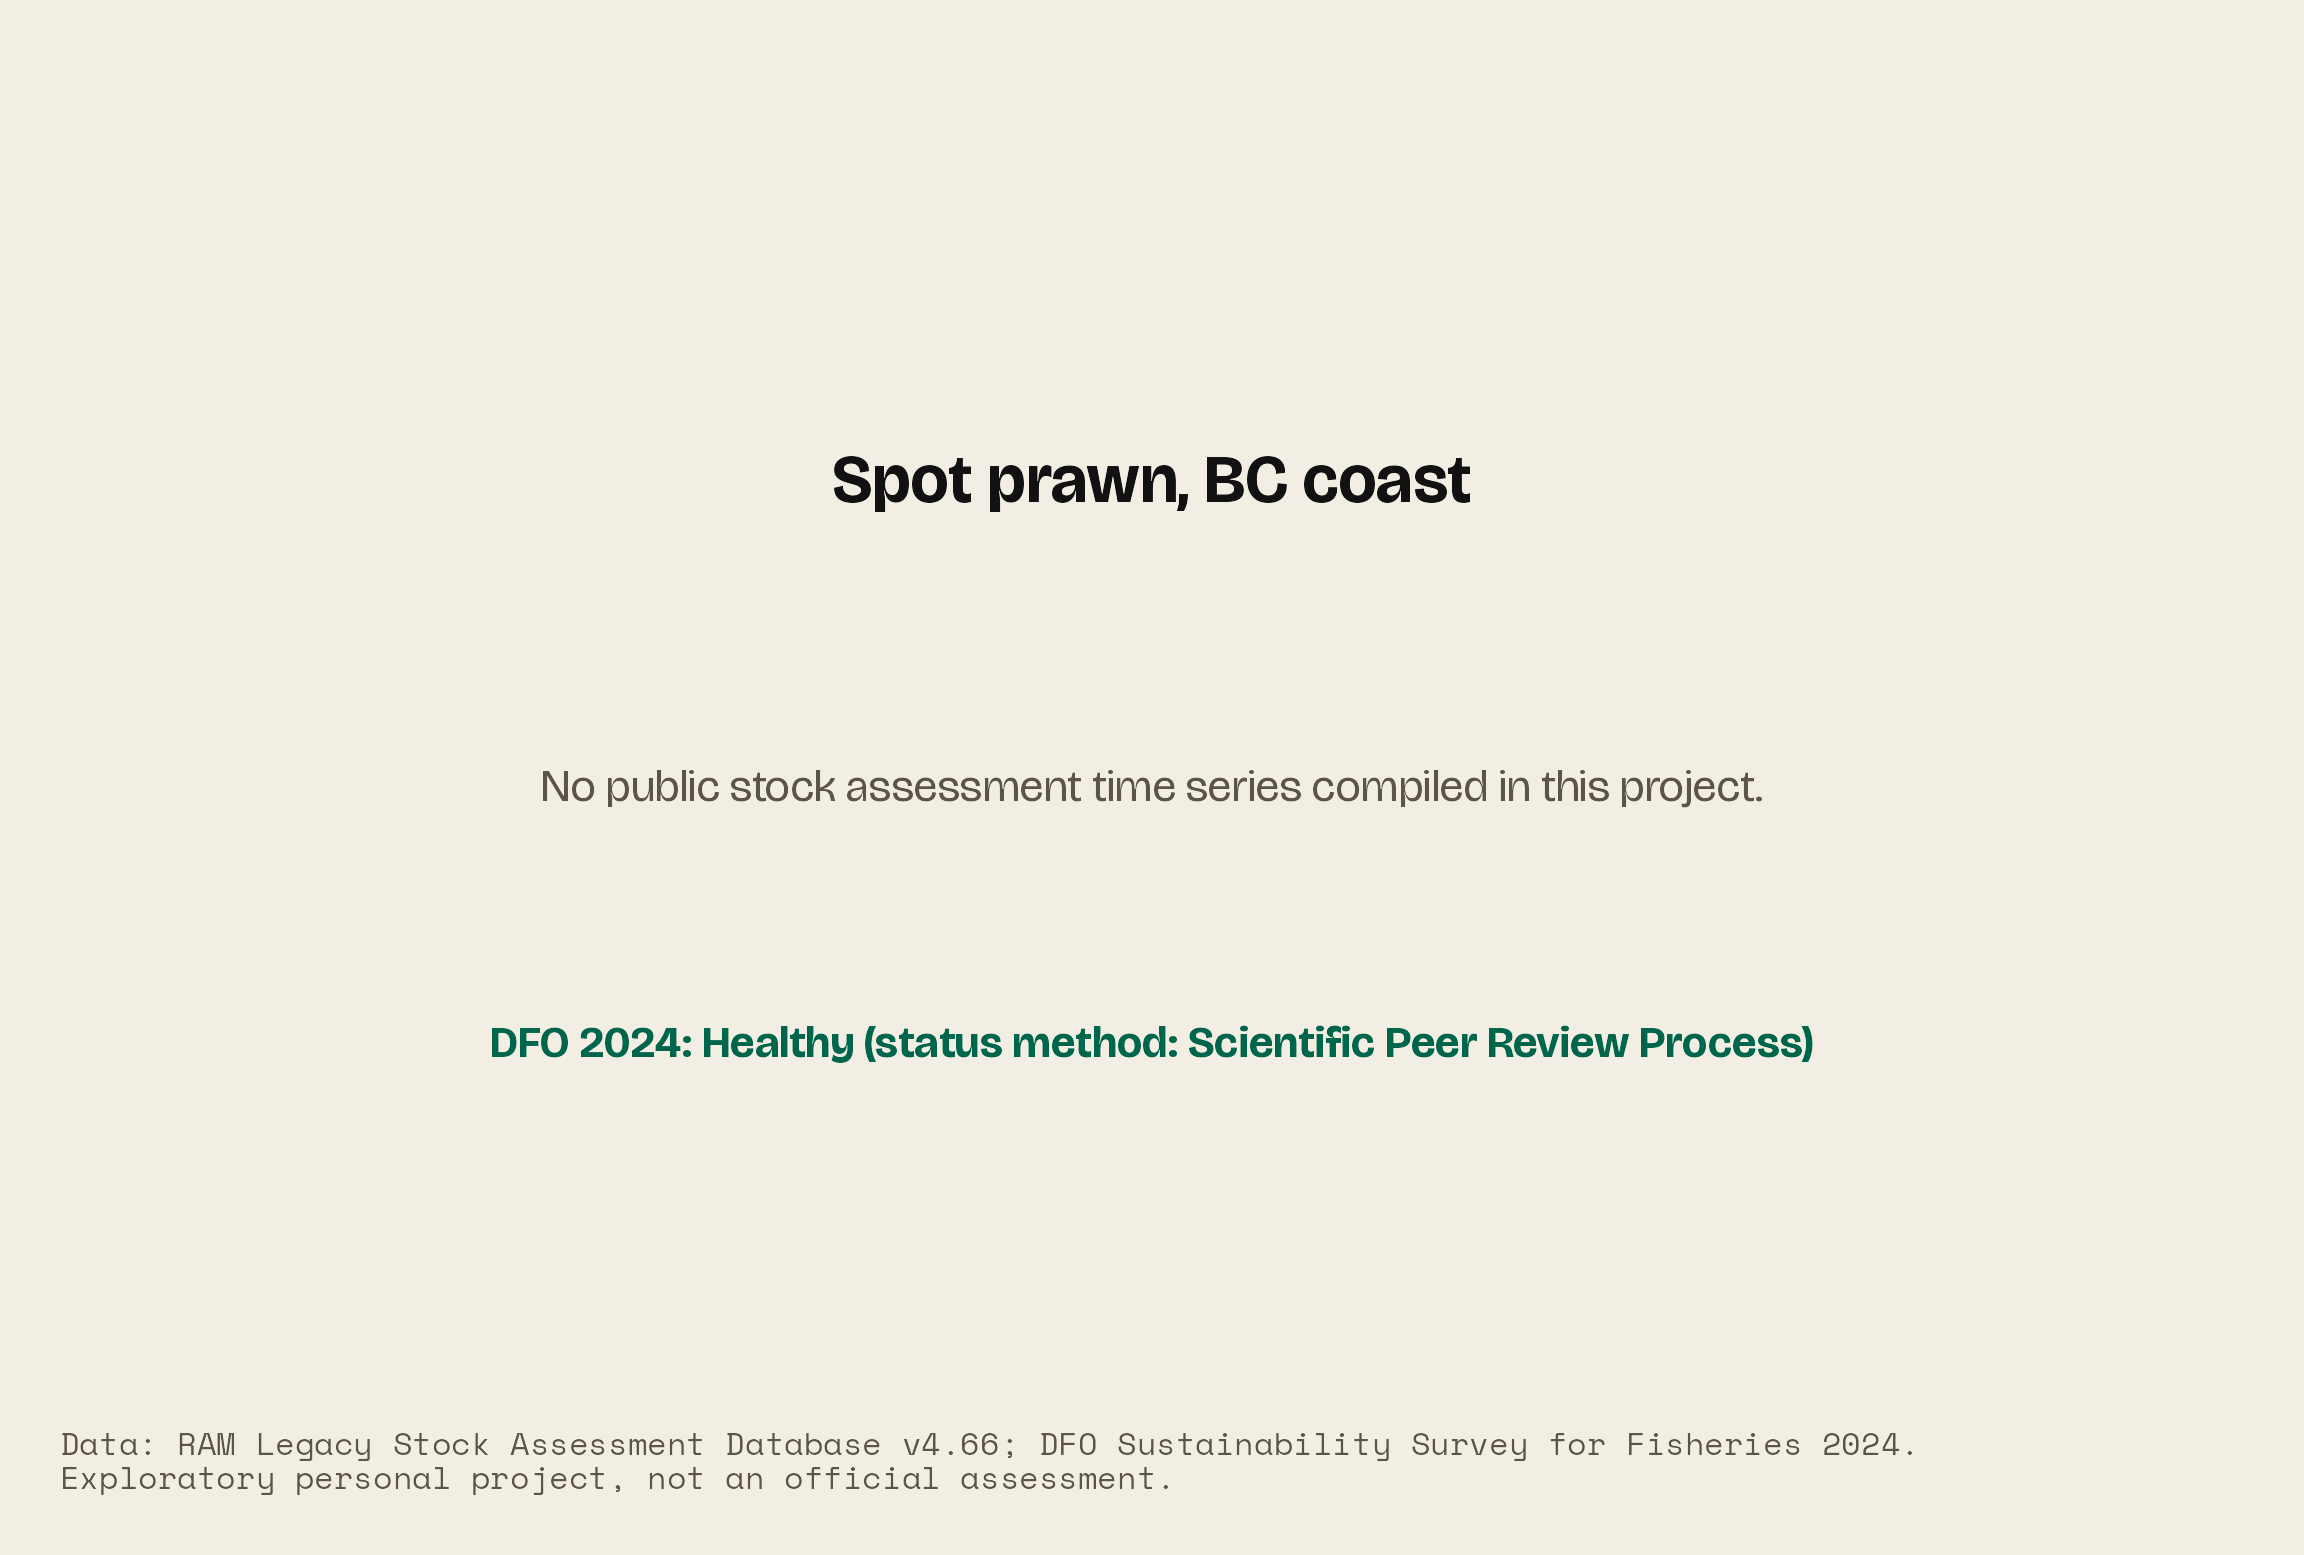 Spot prawn, BC coast
No public stock assessment time series compiled in this project.
DFO 2024: Healthy (status method: Scientific Peer Review Process)
Data: RAM Legacy Stock Assessment Database v4.66; DFO Sustainability Survey for Fisheries 2024.
Exploratory personal project, not an official assessment.